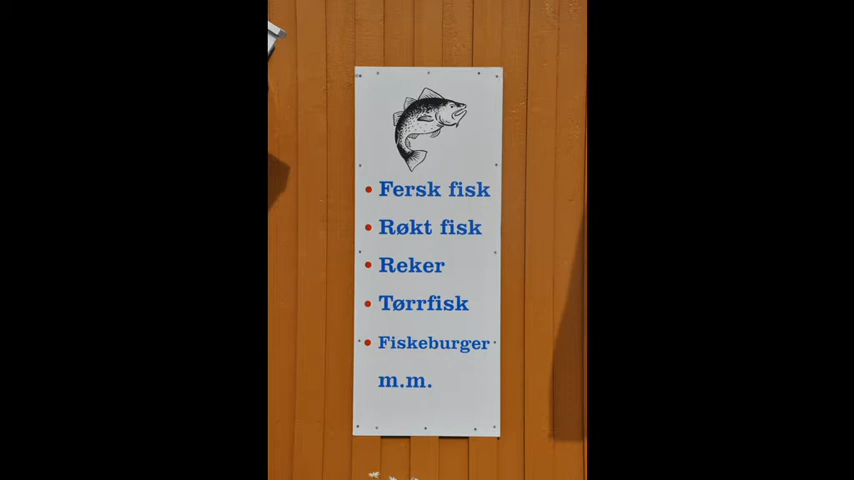 • Fersk fisk
• Røkt fisk
• Reker
• Tørrfisk
• Fiskeburger
m.m.